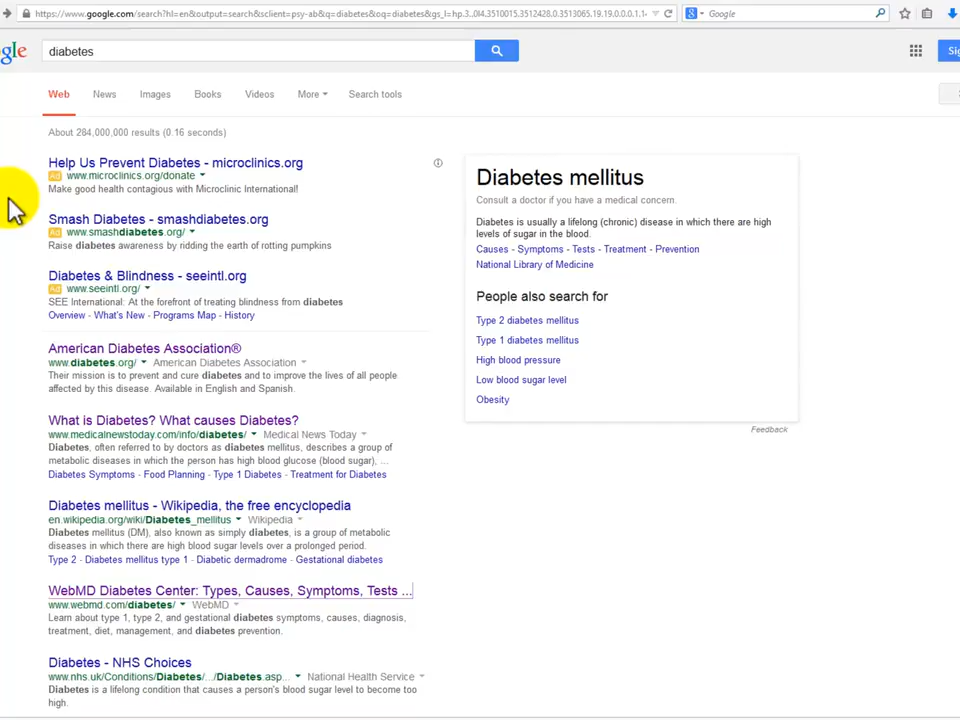 https://www.google.com/search?hl=en&output=search&sclient=psy-ab&q=diabetes&oq=diabetes&gs_l=hp.3..0l4.3510015.3512428.0.3513065.19.19.0.0.0.1.1
Google
gle
diabetes
Web News Images Books Videos More Search tools
About 284,000,000 results (0.16 seconds)
Help Us Prevent Diabetes - microclinics.org
Ad www.microclinics.org/donate
Make good health contagious with Microclinic International!
Smash Diabetes - smashdiabetes.org
Ad www.smashdiabetes.org/
Raise diabetes awareness by ridding the earth of rotting pumpkins
Diabetes & Blindness - seeintl.org
Ad www.seeintl.org/
SEE International: At the forefront of treating blindness from diabetes
Overview - What's New - Programs Map - History
American Diabetes Association®
www.diabetes.org/ American Diabetes Association
Their mission is to prevent and cure diabetes and to improve the lives of all people
affected by this disease. Available in English and Spanish.
What is Diabetes? What causes Diabetes?
www.medicalnewstoday.com/info/diabetes/ Medical News Today
Diabetes, often referred to by doctors as diabetes mellitus, describes a group of
metabolic diseases in which the person has high blood glucose (blood sugar), ...
Diabetes Symptoms - Food Planning - Type 1 Diabetes - Treatment for Diabetes
Diabetes mellitus - Wikipedia, the free encyclopedia
en.wikipedia.org/wiki/Diabetes_mellitus Wikipedia
Diabetes mellitus (DM), also known as simply diabetes, is a group of metabolic
diseases in which there are high blood sugar levels over a prolonged period.
Type 2 - Diabetes mellitus type 1 - Diabetic dermadrome - Gestational diabetes
WebMD Diabetes Center: Types, Causes, Symptoms, Tests ...
www.webmd.com/diabetes/ WebMD
Learn about type 1, type 2, and gestational diabetes symptoms, causes, diagnosis,
treatment, diet, management, and diabetes prevention.
Diabetes - NHS Choices
www.nhs.uk/Conditions/Diabetes/.../Diabetes.asp... National Health Service
Diabetes is a lifelong condition that causes a person's blood sugar level to become too
high.
Diabetes mellitus
Consult a doctor if you have a medical concern.
Diabetes is usually a lifelong (chronic) disease in which there are high
levels of sugar in the blood.
Causes - Symptoms - Tests - Treatment - Prevention
National Library of Medicine
People also search for
Type 2 diabetes mellitus
Type 1 diabetes mellitus
High blood pressure
Low blood sugar level
Obesity
Feedback